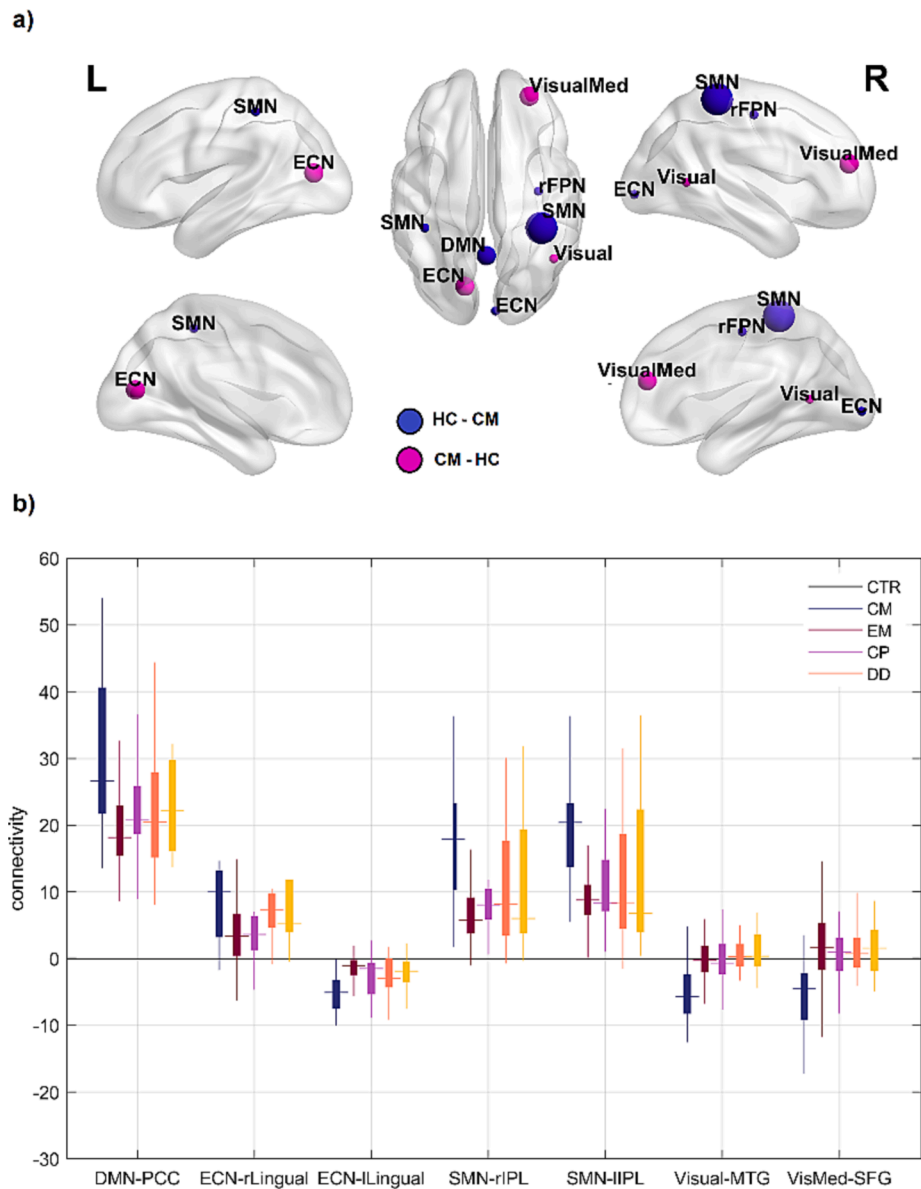 a)
L
R
SMN
ECN
VisualMed
rFPN
SMN
SMN
DMN
Visual
ECN
ECN
SMN
rFPN
VisualMed
Visual
ECN
SMN
ECN
SMN
rFPN
VisualMed
Visual
ECN
HC - CM
CM - HC
b)
60
50
40
30
20
10
0
-10
-20
-30
connectivity
CTR
CM
EM
CP
DD
DMN-PCC ECN-rLingual ECN-lLingual SMN-rIPL SMN-lIPL Visual-MTG VisMed-SFG